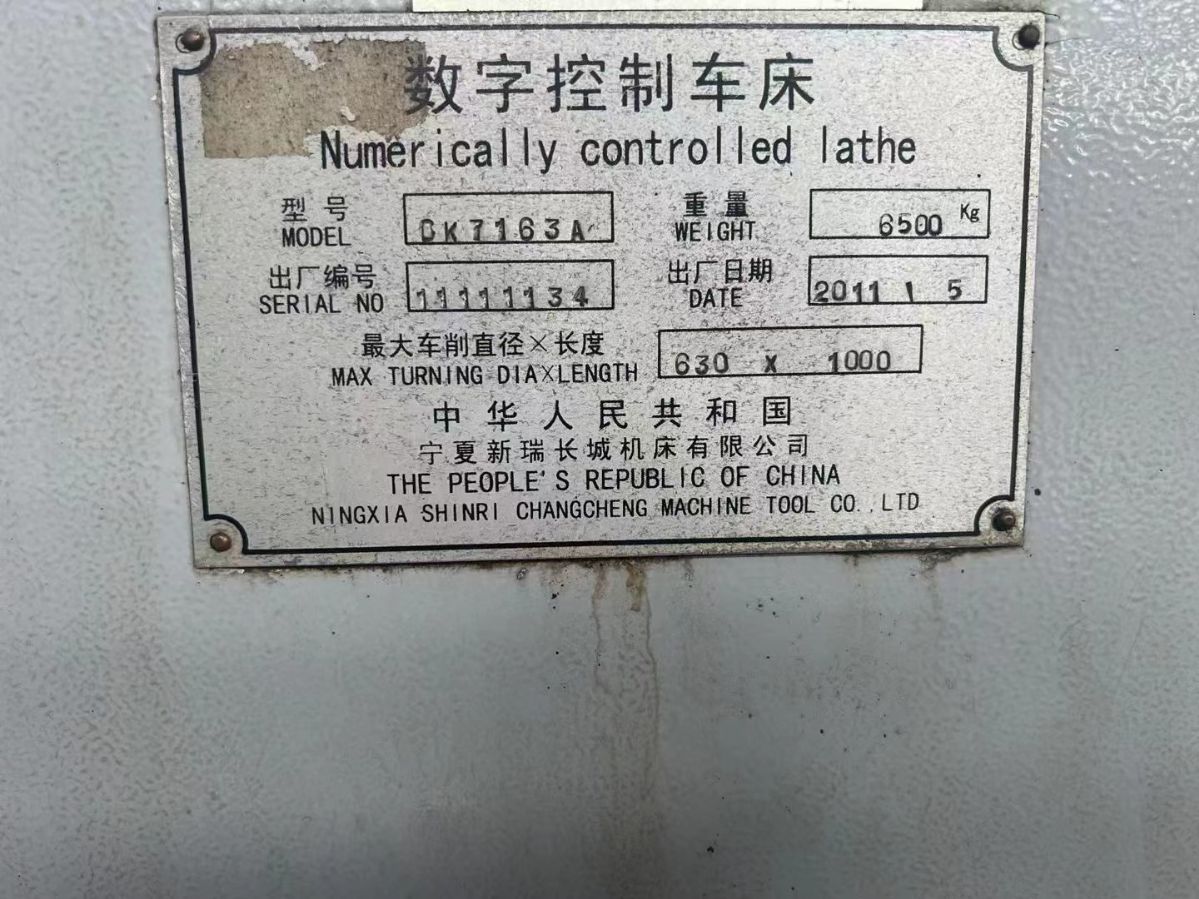 数字控制车床
Numerically controlled lathe
型号 MODEL CK7163A
重量 WEIGHT 6500 Kg
出厂编号 SERIAL NO 11111134
出厂日期 DATE 2011 1 5
最大车削直径×长度
MAX TURNING DIA×LENGTH 630 x 1000
中华人民共和国
宁夏新瑞长城机床有限公司
THE PEOPLE'S REPUBLIC OF CHINA
NINGXIA SHINRI CHANGCHENG MACHINE TOOL CO.,LTD